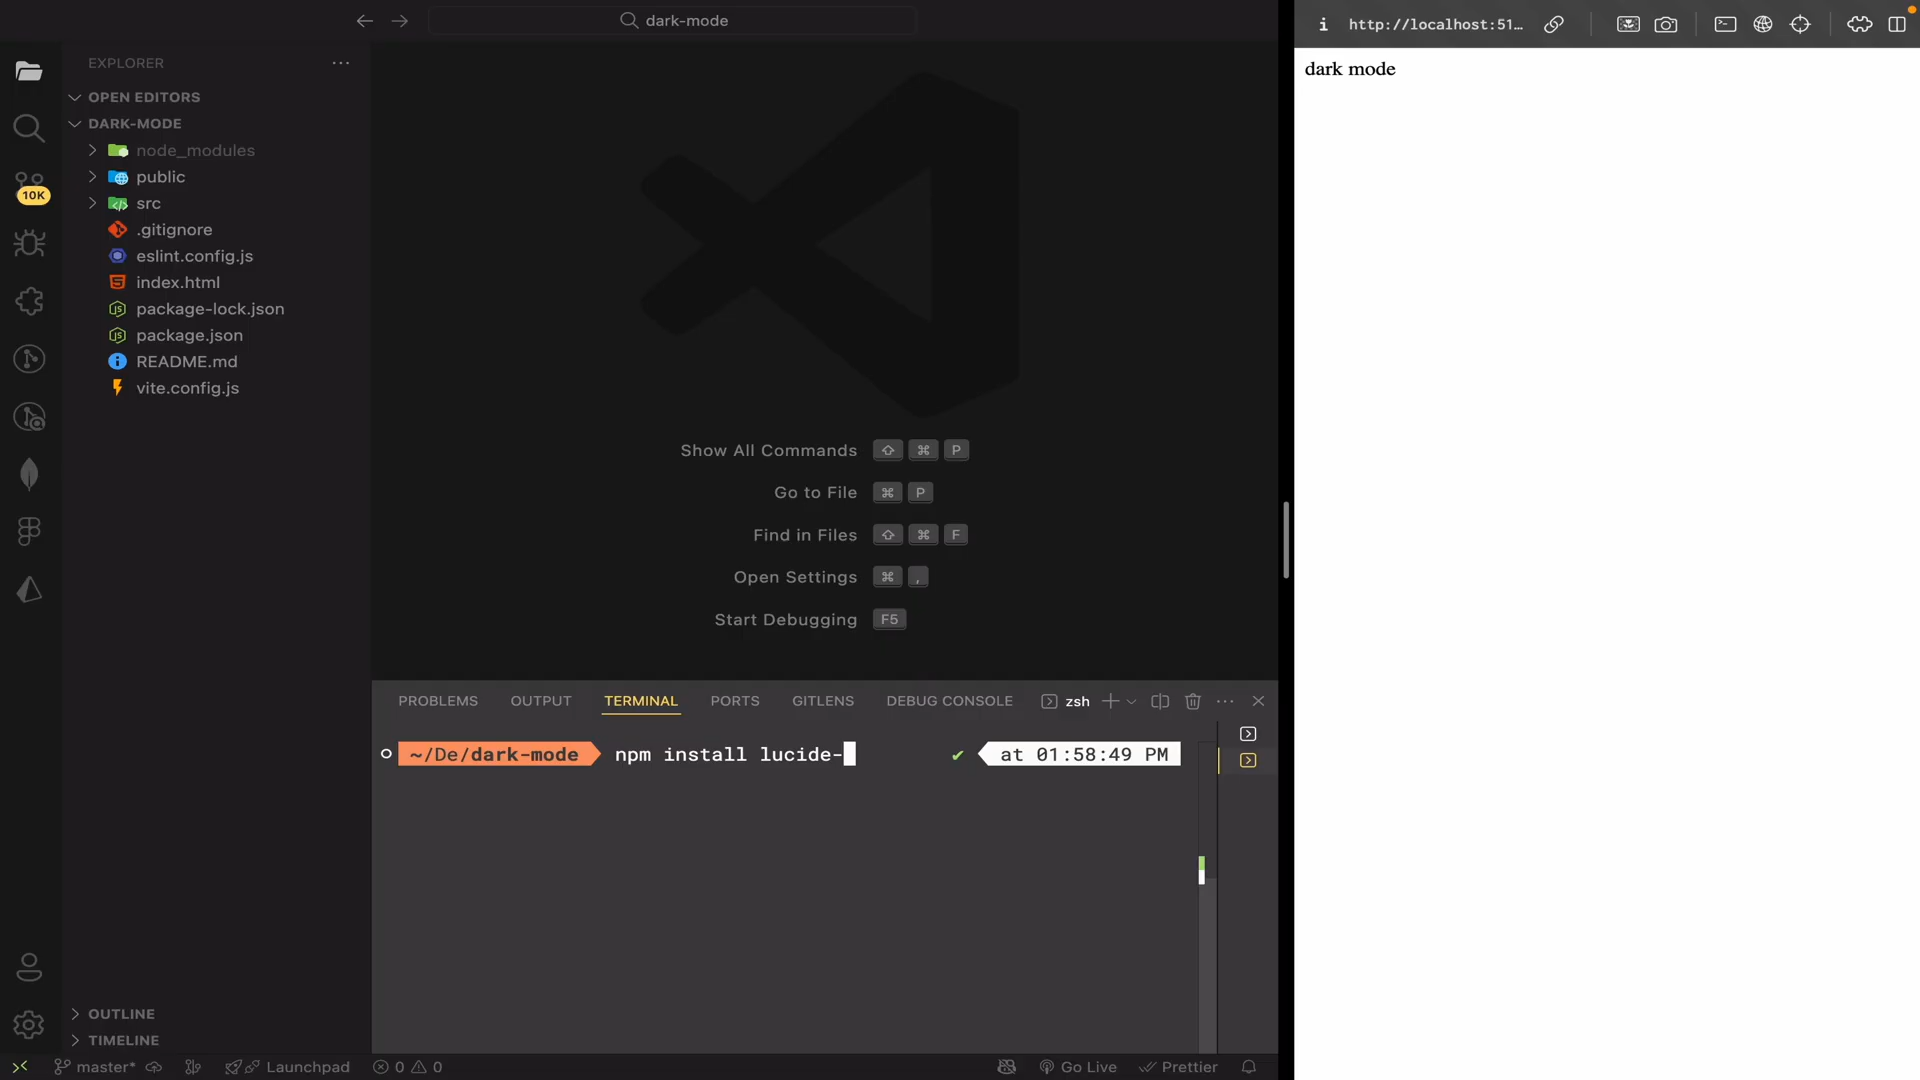 dark-mode
EXPLORER
OPEN EDITORS
DARK-MODE
node_modules
public
src
.gitignore
eslint.config.js
index.html
package-lock.json
package.json
README.md
vite.config.js
10K
OUTLINE
TIMELINE
Show All Commands ⇧ ⌘ P
Go to File ⌘ P
Find in Files ⇧ ⌘ F
Open Settings ⌘ ,
Start Debugging F5
PROBLEMS OUTPUT TERMINAL PORTS GITLENS DEBUG CONSOLE zsh
~/De/dark-mode npm install lucide- ✔ at 01:58:49 PM
master* Launchpad 0 0 Go Live Prettier
http://localhost:51...
dark mode